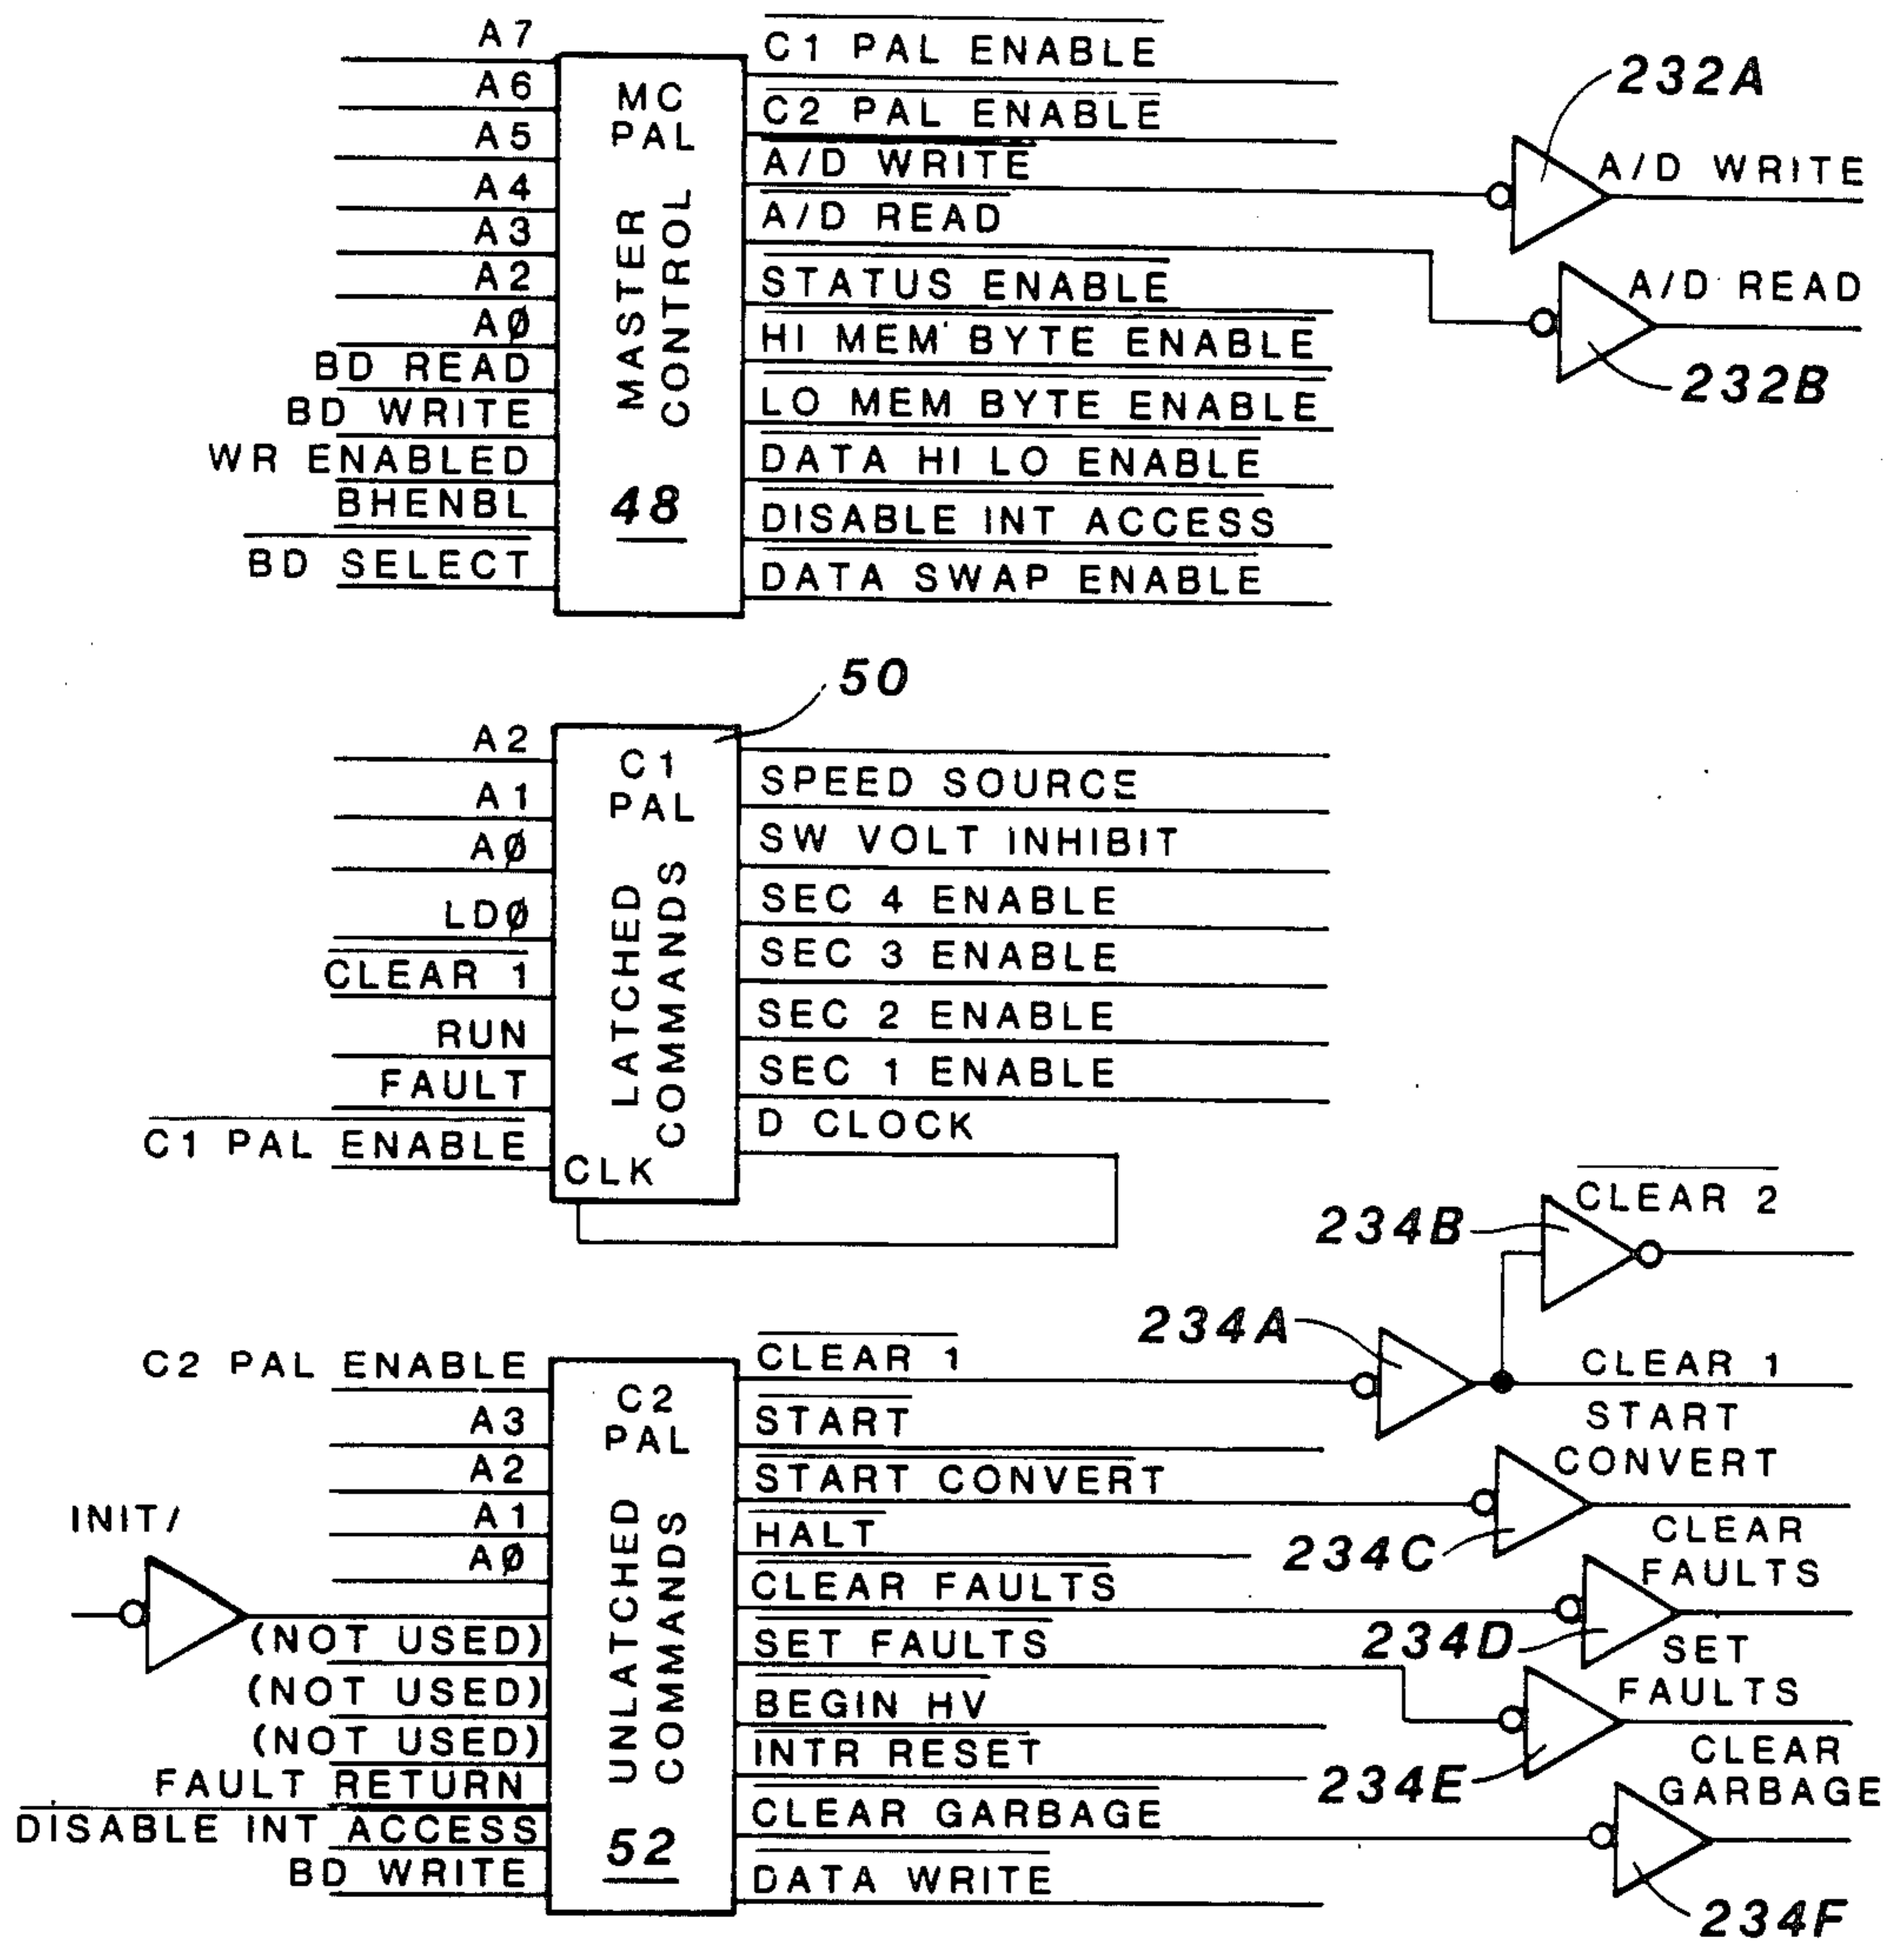 A7
A6
A5
A4
A3
A2
AØ
BD READ
BD WRITE
WR ENABLED
BHENBL
BD SELECT
MC
PAL
MASTER
CONTROL
48
C1 PAL ENABLE
C2 PAL ENABLE
A/D WRITE
A/D READ
STATUS ENABLE
HI MEM BYTE ENABLE
LO MEM BYTE ENABLE
DATA HI LO ENABLE
DISABLE INT ACCESS
DATA SWAP ENABLE
232A
A/D WRITE
A/D READ
232B
50
A2
A1
AØ
LDØ
CLEAR 1
RUN
FAULT
C1 PAL ENABLE
C1
PAL
LATCHED
COMMANDS
CLK
SPEED SOURCE
SW VOLT INHIBIT
SEC 4 ENABLE
SEC 3 ENABLE
SEC 2 ENABLE
SEC 1 ENABLE
D CLOCK
C2 PAL ENABLE
A3
A2
A1
AØ
INIT/
(NOT USED)
(NOT USED)
(NOT USED)
FAULT RETURN
DISABLE INT ACCESS
BD WRITE
C2
PAL
UNLATCHED
COMMANDS
52
CLEAR 1
START
START CONVERT
HALT
CLEAR FAULTS
SET FAULTS
BEGIN HV
INTR RESET
CLEAR GARBAGE
DATA WRITE
234B
CLEAR 2
234A
CLEAR 1
START
CONVERT
234C
CLEAR
FAULTS
234D
SET
FAULTS
234E
CLEAR
GARBAGE
234F